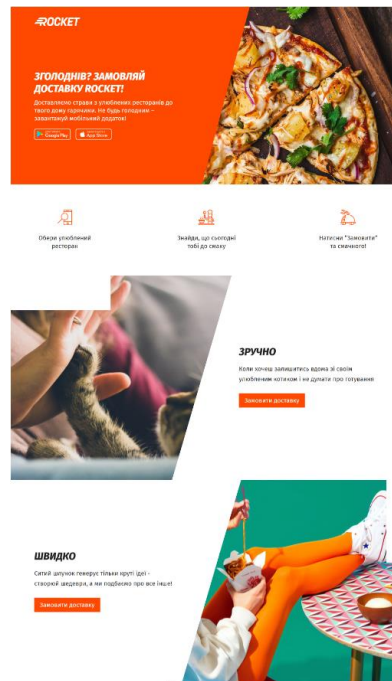 ROCKET
ЗГОЛОДНІВ? ЗАМОВЛЯЙ
ДОСТАВКУ ROCKET!
Доставляємо страви з улюблених ресторанів до
твого дому гарячими. Не будь голодним –
завантажуй мобільний додаток!
Google Play
App Store
Обери улюблений
ресторан
Знайди, що сьогодні
тобі до смаку
Натисни "Замовити"
та смачного!
ЗРУЧНО
Коли хочеш залишитись вдома зі своїм
улюбленим котиком і не думати про готування
Замовити доставку
ШВИДКО
Ситий шлунок генерує тільки круті ідеї -
створюй шедеври, а ми подбаємо про все інше!
Замовити доставку